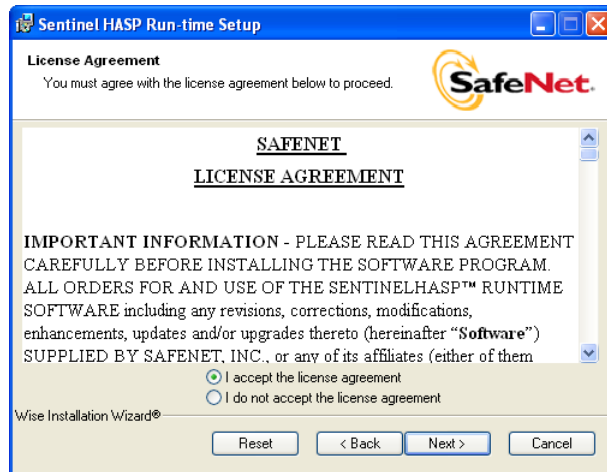 Sentinel HASP Run-time Setup
License Agreement
You must agree with the license agreement below to proceed.
SafeNet.
SAFENET
LICENSE AGREEMENT
IMPORTANT INFORMATION - PLEASE READ THIS AGREEMENT
CAREFULLY BEFORE INSTALLING THE SOFTWARE PROGRAM.
ALL ORDERS FOR AND USE OF THE SENTINELHASP™ RUNTIME
SOFTWARE including any revisions, corrections, modifications,
enhancements, updates and/or upgrades thereto (hereinafter “Software”)
SUPPLIED BY SAFENET, INC., or any of its affiliates (either of them
I accept the license agreement
I do not accept the license agreement
Wise Installation Wizard®
Reset
< Back
Next >
Cancel